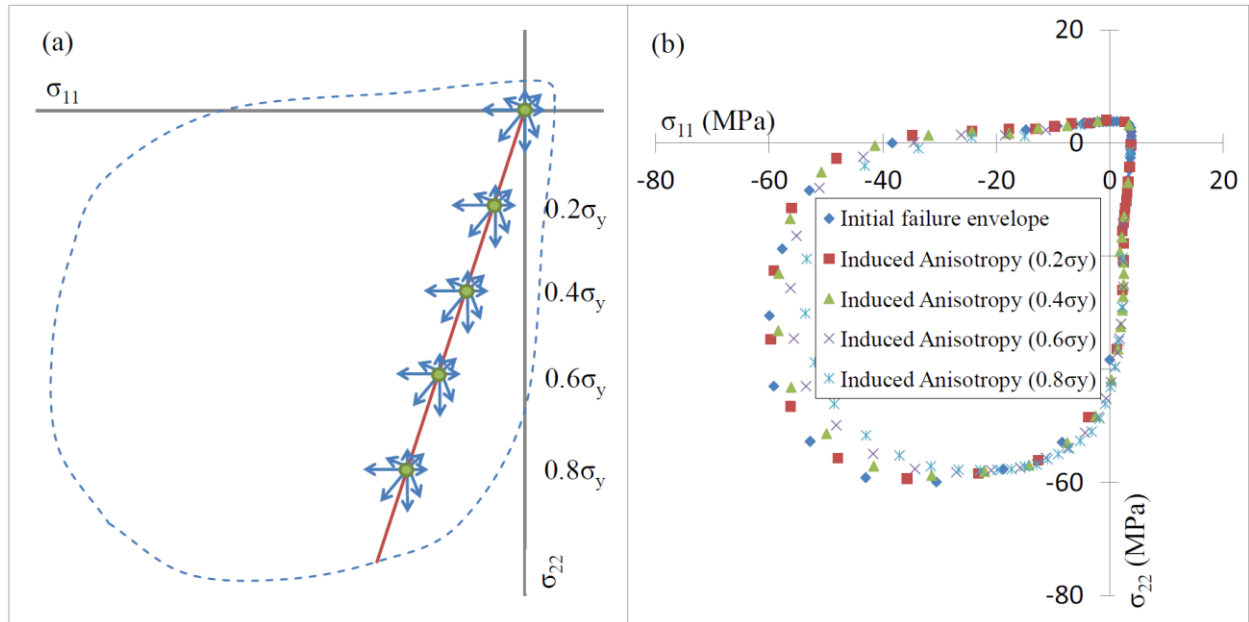 (a)
σ11
0.2σy
0.4σy
0.6σy
0.8σy
σ22
(b)
20
σ11 (MPa)
0
-80
-60
-40
-20
0
20
Initial failure envelope
Induced Anisotropy (0.2σy)
Induced Anisotropy (0.4σy)
Induced Anisotropy (0.6σy)
Induced Anisotropy (0.8σy)
-60
-80
σ22 (MPa)